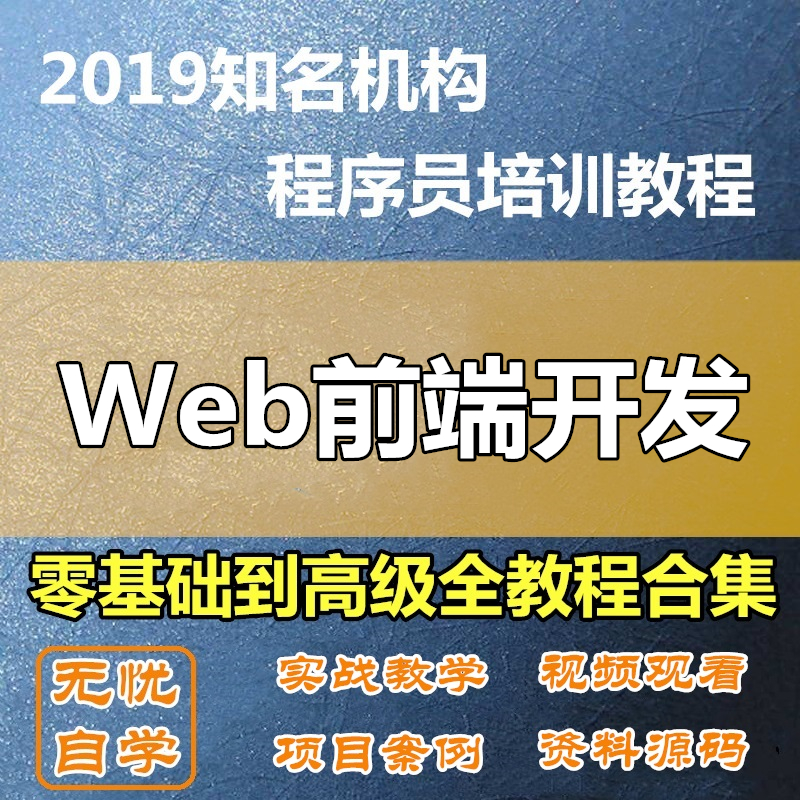 2019知名机构
程序员培训教程
Web前端开发
零基础到高级全教程合集
无忧
自学
实战教学
视频观看
项目案例
资料源码